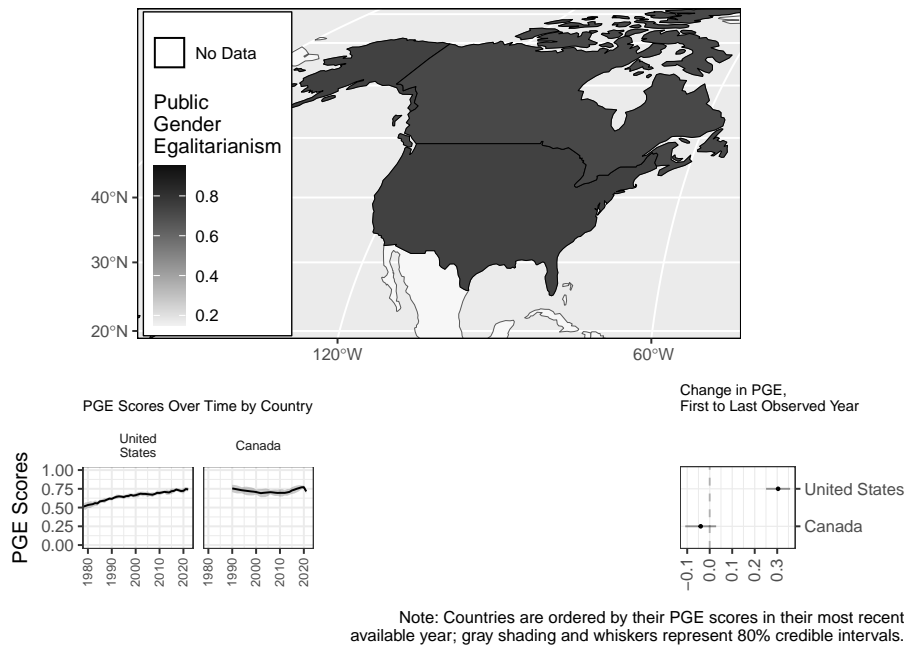 No Data
Public
Gender
Egalitarianism
0.8
0.6
0.4
0.2
40°N
30°N
20°N
120°W
60°W
PGE Scores Over Time by Country
United
States
Canada
PGE Scores
1.00
0.75
0.50
0.25
0.00
1980
1990
2000
2010
2020
1980
1990
2000
2010
2020
Change in PGE,
First to Last Observed Year
United States
Canada
−0.1
0.0
0.1
0.2
0.3
Note: Countries are ordered by their PGE scores in their most recent
available year; gray shading and whiskers represent 80% credible intervals.